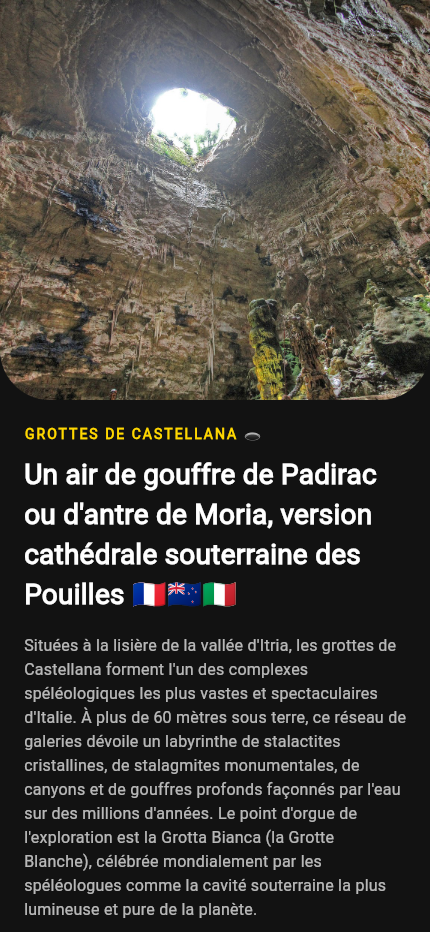 GROTTES DE CASTELLANA 🕳️
Un air de gouffre de Padirac
ou d'antre de Moria, version
cathédrale souterraine des
Pouilles 🇫🇷🇳🇿🇮🇹
Situées à la lisière de la vallée d'Itria, les grottes de
Castellana forment l'un des complexes
spéléologiques les plus vastes et spectaculaires
d'Italie. À plus de 60 mètres sous terre, ce réseau de
galeries dévoile un labyrinthe de stalactites
cristallines, de stalagmites monumentales, de
canyons et de gouffres profonds façonnés par l'eau
sur des millions d'années. Le point d'orgue de
l'exploration est la Grotta Bianca (la Grotte
Blanche), célébrée mondialement par les
spéléologues comme la cavité souterraine la plus
lumineuse et pure de la planète.